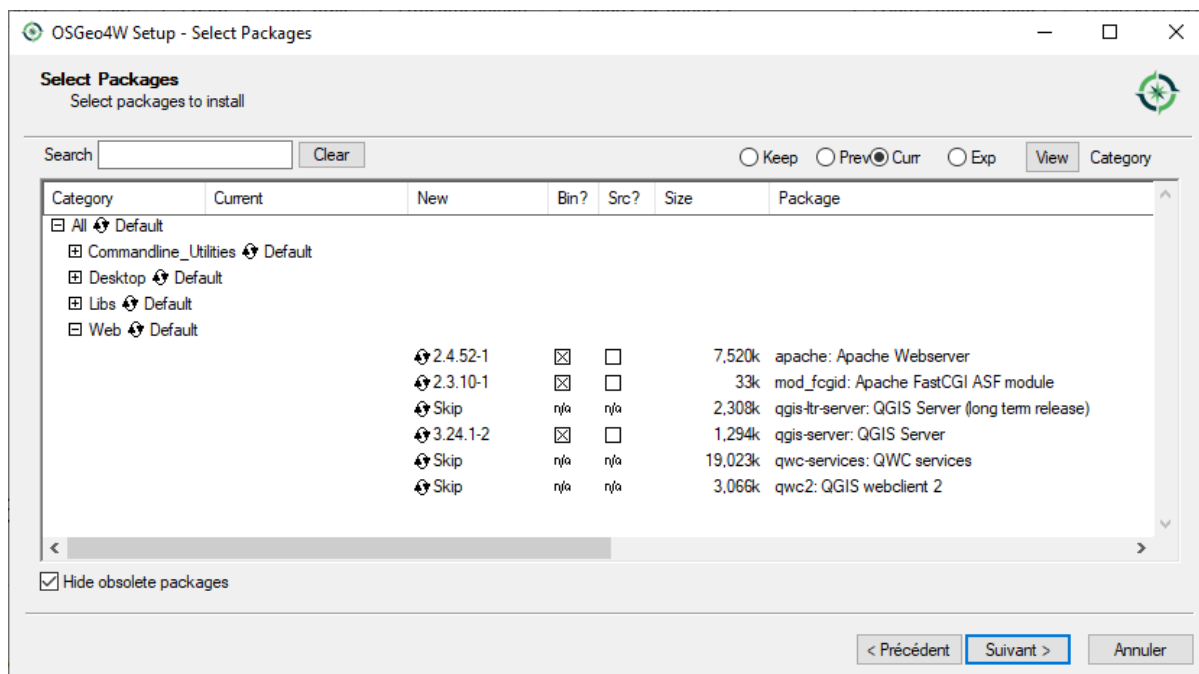 OSGeo4W Setup - Select Packages
Select Packages
Select packages to install
Search Clear Keep Prev Curr Exp View Category
Category Current New Bin? Src? Size Package
All Default
Commandline_Utilities Default
Desktop Default
Libs Default
Web Default
2.4.52-1 7,520k apache: Apache Webserver
2.3.10-1 33k mod_fcgid: Apache FastCGI ASF module
Skip n/a n/a 2,308k qgis-ltr-server: QGIS Server (long term release)
3.24.1-2 1,294k qgis-server: QGIS Server
Skip n/a n/a 19,023k qwc-services: QWC services
Skip n/a n/a 3,066k qwc2: QGIS webclient 2
Hide obsolete packages
< Précédent Suivant > Annuler